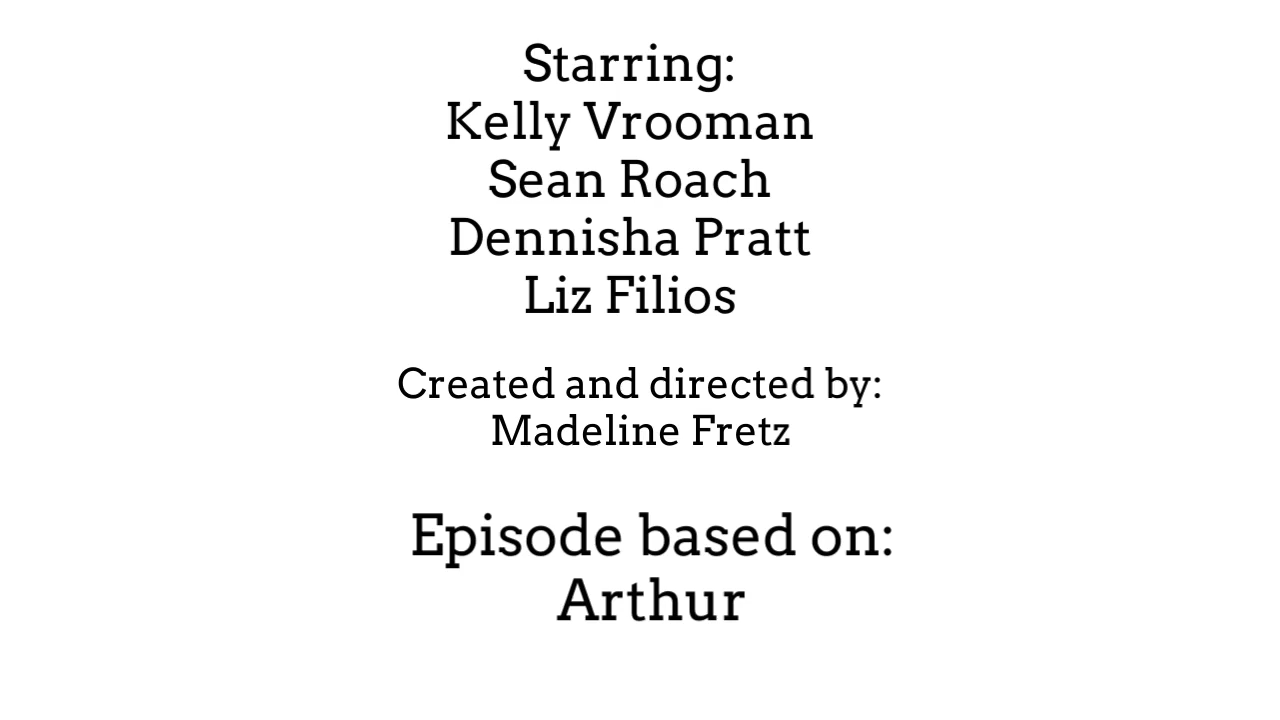 Starring:
Kelly Vrooman
Sean Roach
Dennisha Pratt
Liz Filios
Created and directed by:
Madeline Fretz
Episode based on:
Arthur